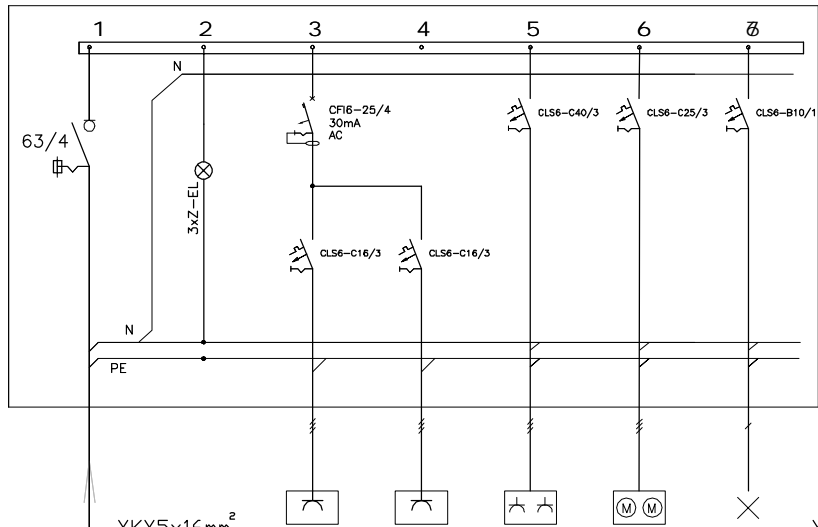 1 2 3 4 5 6
N
63/4
3xZ-EL
CFI6-25/4
30mA
AC
CLS6-C40/3
CLS6-C25/3
CLS6-B10/1
CLS6-C16/3
CLS6-C16/3
N
PE
M M
YKY5x16mm²